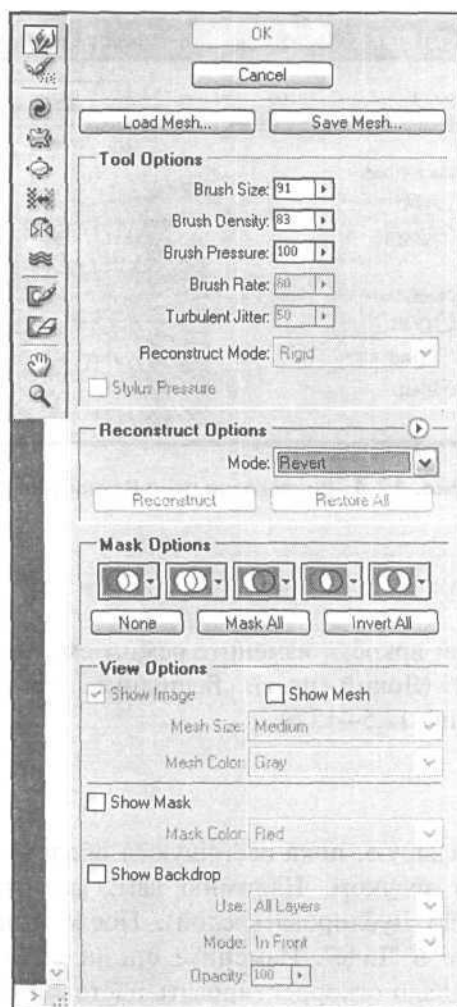 OK
Cancel
Load Mesh... Save Mesh...
Tool Options
Brush Size: 91
Brush Density: 83
Brush Pressure: 100
Brush Rate: 80
Turbulent Jitter: 50
Reconstruct Mode: Rigid
Stylus Pressure
Reconstruct Options
Mode: Revert
Reconstruct Restore All
Mask Options
None Mask All Invert All
View Options
Show Image Show Mesh
Mesh Size: Medium
Mesh Color: Gray
Show Mask
Mask Color: Red
Show Backdrop
Use: All Layers
Mode: In Front
Opacity: 100